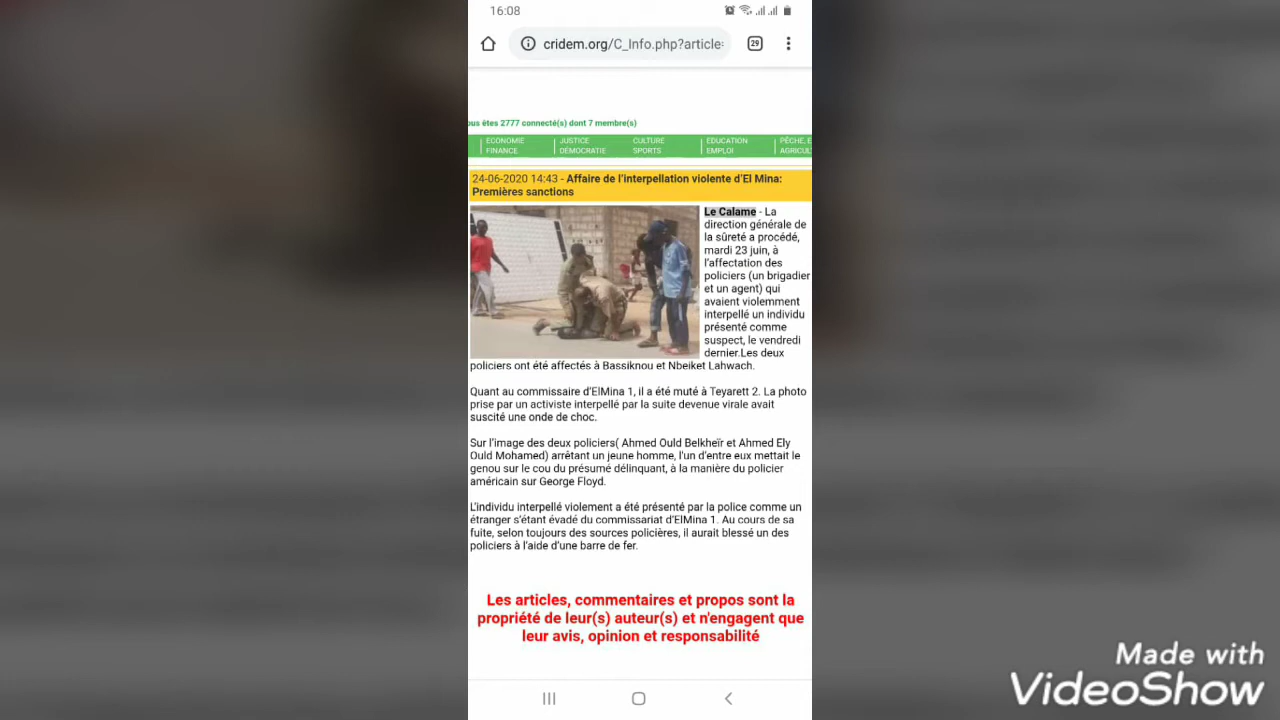 16:08
cridem.org/C_Info.php?article:
29
ous êtes 2777 connecté(s) dont 7 membre(s)
ECONOMIE FINANCE
JUSTICE DÉMOCRATIE
CULTURE SPORTS
EDUCATION EMPLOI
PÊCHE, E AGRICUL
24-06-2020 14:43 - Affaire de l'interpellation violente d'El Mina:
Premières sanctions
Le Calame - La
direction générale de
la sûreté a procédé,
mardi 23 juin, à
l'affectation des
policiers (un brigadier
et un agent) qui
avaient violemment
interpellé un individu
présenté comme
suspect, le vendredi
dernier.Les deux
policiers ont été affectés à Bassiknou et Nbeiket Lahwach.
Quant au commissaire d'ElMina 1, il a été muté à Teyarett 2. La photo
prise par un activiste interpellé par la suite devenue virale avait
suscité une onde de choc.
Sur l'image des deux policiers( Ahmed Ould Belkheïr et Ahmed Ely
Ould Mohamed) arrêtant un jeune homme, l'un d'entre eux mettait le
genou sur le cou du présumé délinquant, à la manière du policier
américain sur George Floyd.
L'individu interpellé violement a été présenté par la police comme un
étranger s'étant évadé du commissariat d'ElMina 1. Au cours de sa
fuite, selon toujours des sources policières, il aurait blessé un des
policiers à l'aide d'une barre de fer.
Les articles, commentaires et propos sont la
propriété de leur(s) auteur(s) et n'engagent que
leur avis, opinion et responsabilité
Made with
VideoShow